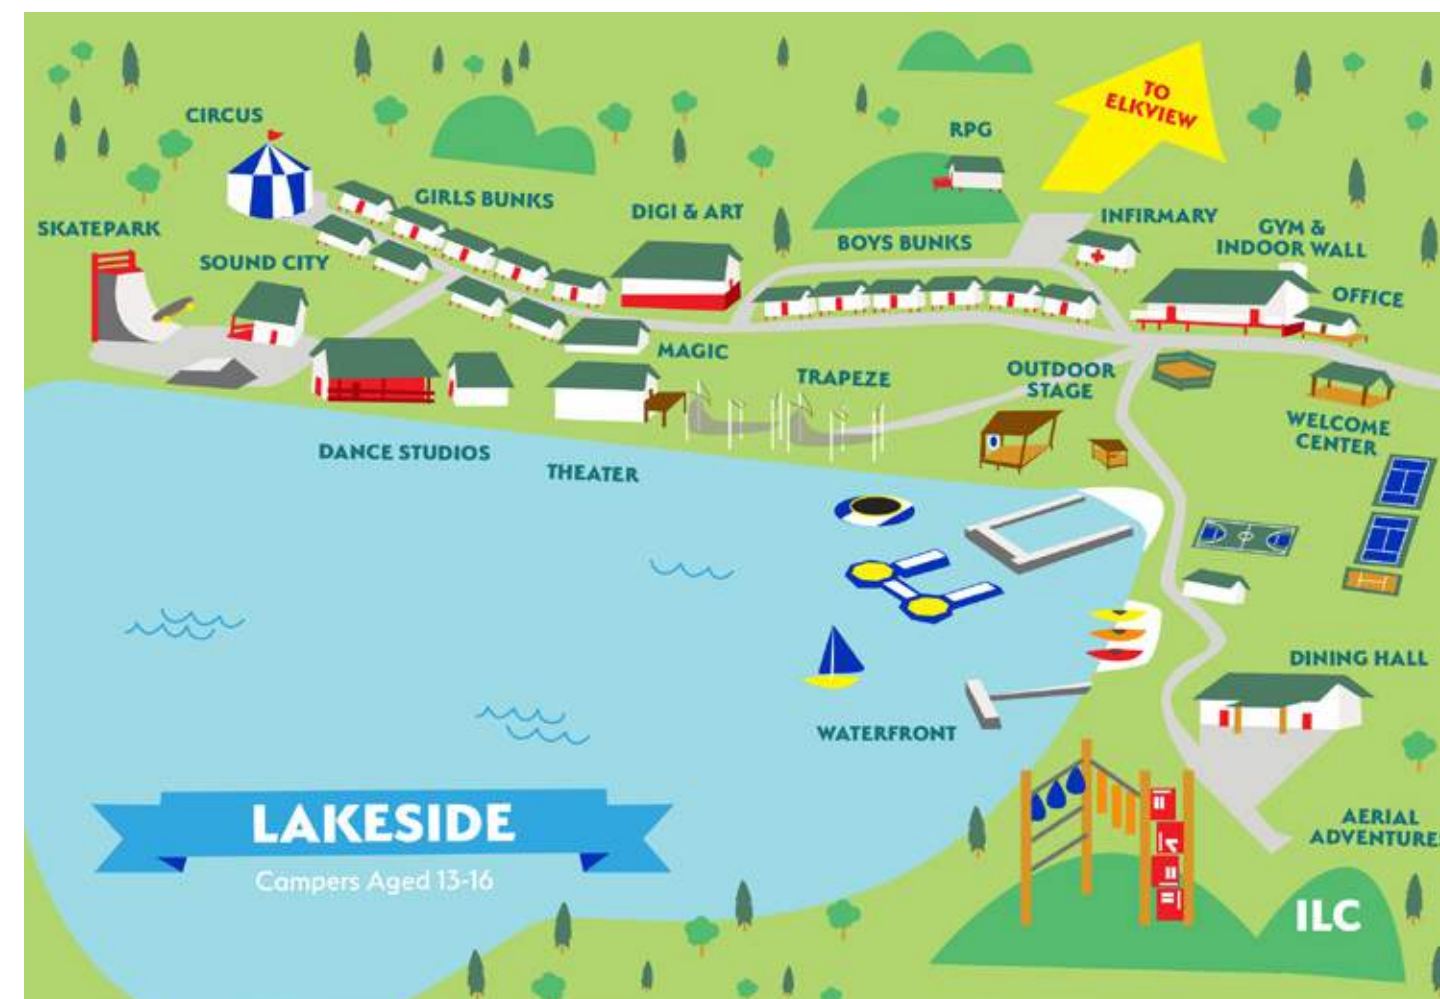 TO
ELKVIEW
CIRCUS
RPG
GIRLS BUNKS
DIGI & ART
INFIRMARY
SKATEPARK
BOYS BUNKS
GYM &
INDOOR WALL
SOUND CITY
OFFICE
MAGIC
TRAPEZE
OUTDOOR
STAGE
WELCOME
CENTER
DANCE STUDIOS
THEATER
DINING HALL
WATERFRONT
LAKESIDE
Campers Aged 13-16
AERIAL
ADVENTURE
ILC